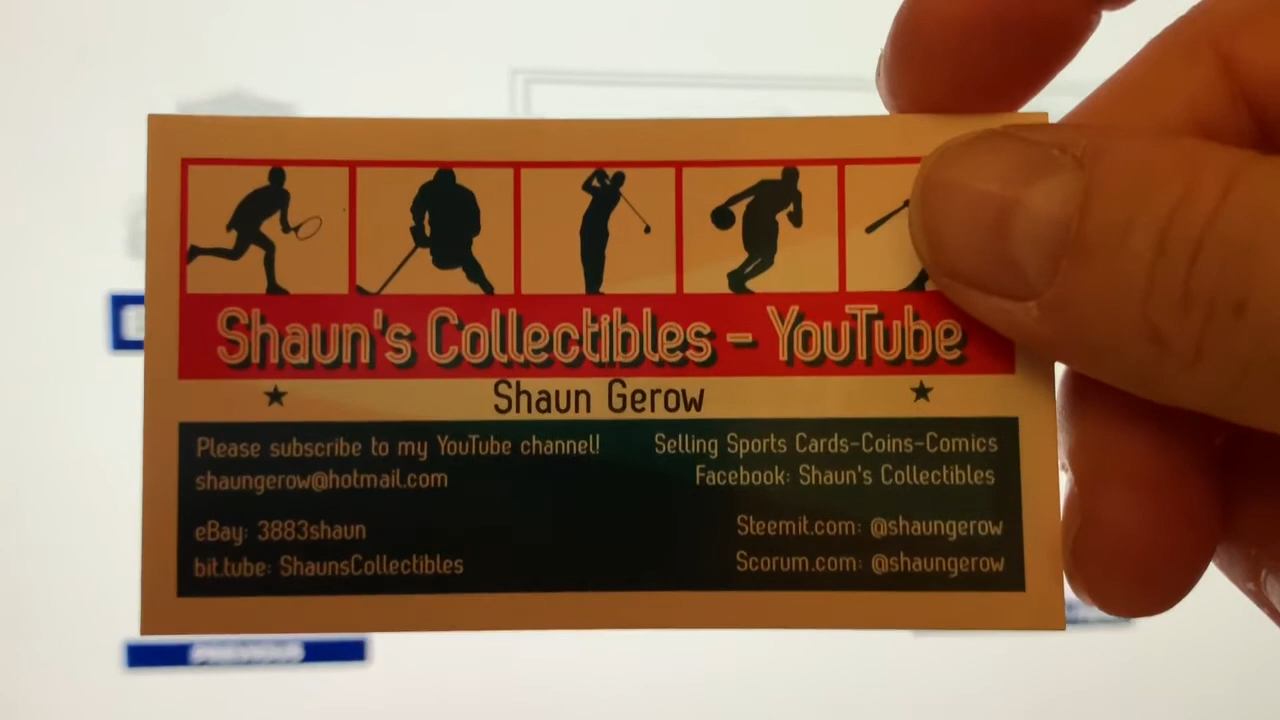 Shaun's Collectibles - YouTube
Shaun Gerow
Please subscribe to my YouTube channel!
shaungerow@hotmail.com
eBay: 3883shaun
bit.tube: ShaunsCollectibles
Selling Sports Cards-Coins-Comics
Facebook: Shaun's Collectibles
Steemit.com: @shaungerow
Scorum.com: @shaungerow
PREVIOUS